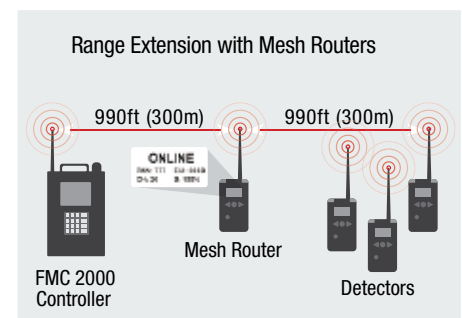 Range Extension with Mesh Routers
990ft (300m)
990ft (300m)
ONLINE
Mesh Router
FMC 2000
Controller
Detectors